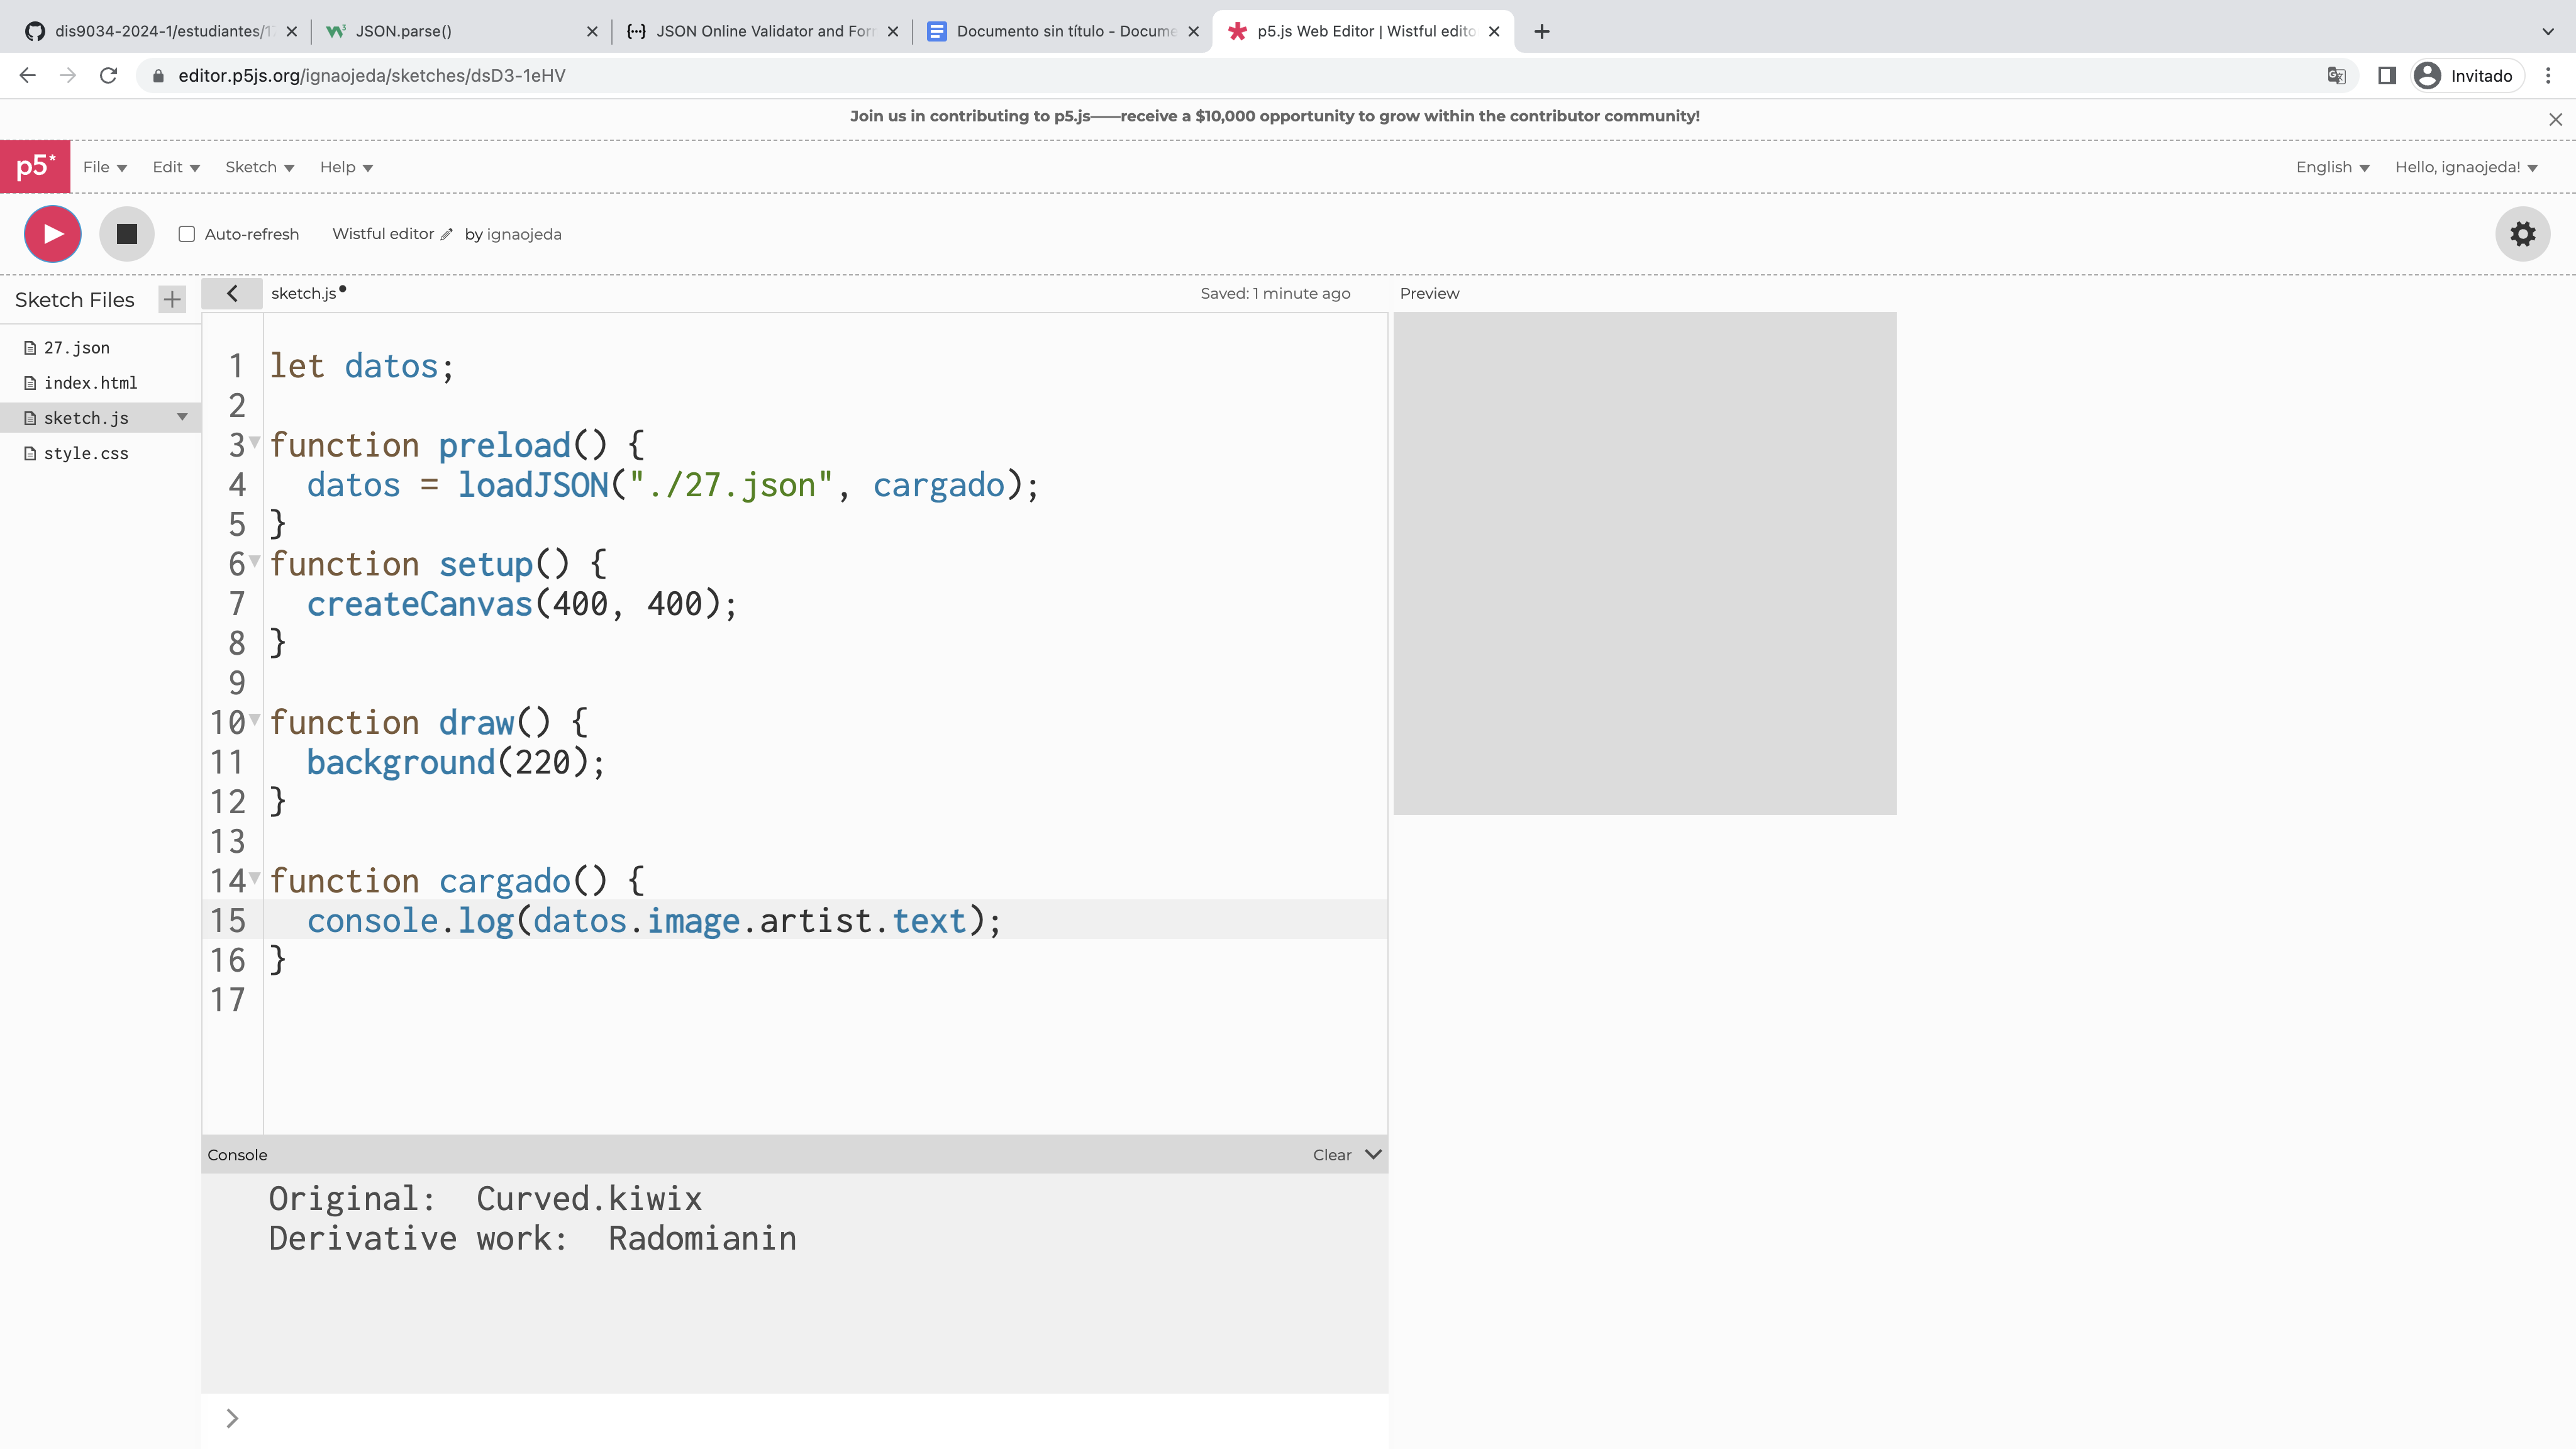 dis9034-2024-1/estudiantes/1
JSON.parse()
JSON Online Validator and For
Documento sin título - Docume
p5.js Web Editor | Wistful edito
editor.p5js.org/ignaojeda/sketches/dsD3-1eHV
Invitado
Join us in contributing to p5.js——receive a $10,000 opportunity to grow within the contributor community!
p5*
File
Edit
Sketch
Help
English
Hello, ignaojeda!
Auto-refresh
Wistful editor
by ignaojeda
Sketch Files
27.json
index.html
sketch.js
style.css
sketch.js
Saved: 1 minute ago
Preview
1 let datos;
2
3 function preload() {
4   datos = loadJSON("./27.json", cargado);
5 }
6 function setup() {
7   createCanvas(400, 400);
8 }
9
10 function draw() {
11   background(220);
12 }
13
14 function cargado() {
15   console.log(datos.image.artist.text);
16 }
17
Console
Clear
Original:  Curved.kiwix
Derivative work:  Radomianin